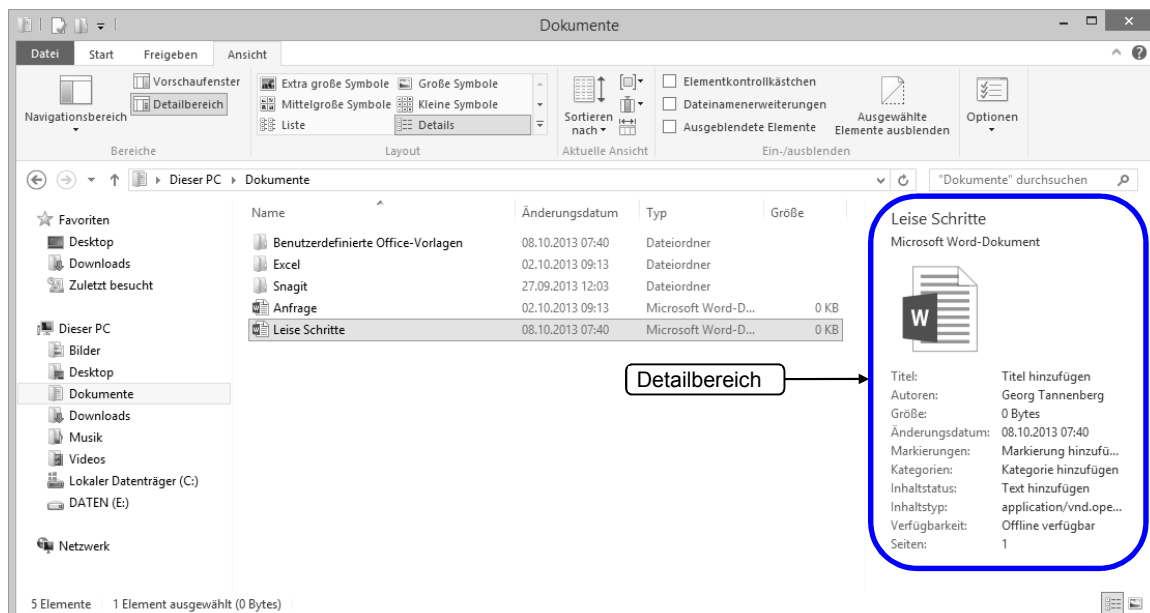 Dokumente
Datei Start Freigeben Ansicht
Navigationsbereich
Vorschaufenster
Detailbereich
Bereiche
Extra große Symbole Große Symbole
Mittelgroße Symbole Kleine Symbole
Liste Details
Layout
Sortieren
nach
Aktuelle Ansicht
Elementkontrollkästchen
Dateinamenerweiterungen
Ausgeblendete Elemente
Ausgewählte
Elemente ausblenden
Ein-/ausblenden
Optionen
Dieser PC Dokumente
"Dokumente" durchsuchen
Favoriten
Desktop
Downloads
Zuletzt besucht
Dieser PC
Bilder
Desktop
Dokumente
Downloads
Musik
Videos
Lokaler Datenträger (C:)
DATEN (E:)
Netzwerk
Name Änderungsdatum Typ Größe
Benutzerdefinierte Office-Vorlagen 08.10.2013 07:40 Dateiordner
Excel 02.10.2013 09:13 Dateiordner
Snagit 27.09.2013 12:03 Dateiordner
Anfrage 02.10.2013 09:13 Microsoft Word-D... 0 KB
Leise Schritte 08.10.2013 07:40 Microsoft Word-D... 0 KB
Detailbereich
Leise Schritte
Microsoft Word-Dokument
W
Titel: Titel hinzufügen
Autoren: Georg Tannenberg
Größe: 0 Bytes
Änderungsdatum: 08.10.2013 07:40
Markierungen: Markierung hinzufü...
Kategorien: Kategorie hinzufügen
Inhaltstatus: Text hinzufügen
Inhaltstyp: application/vnd.ope...
Verfügbarkeit: Offline verfügbar
Seiten: 1
5 Elemente 1 Element ausgewählt (0 Bytes)